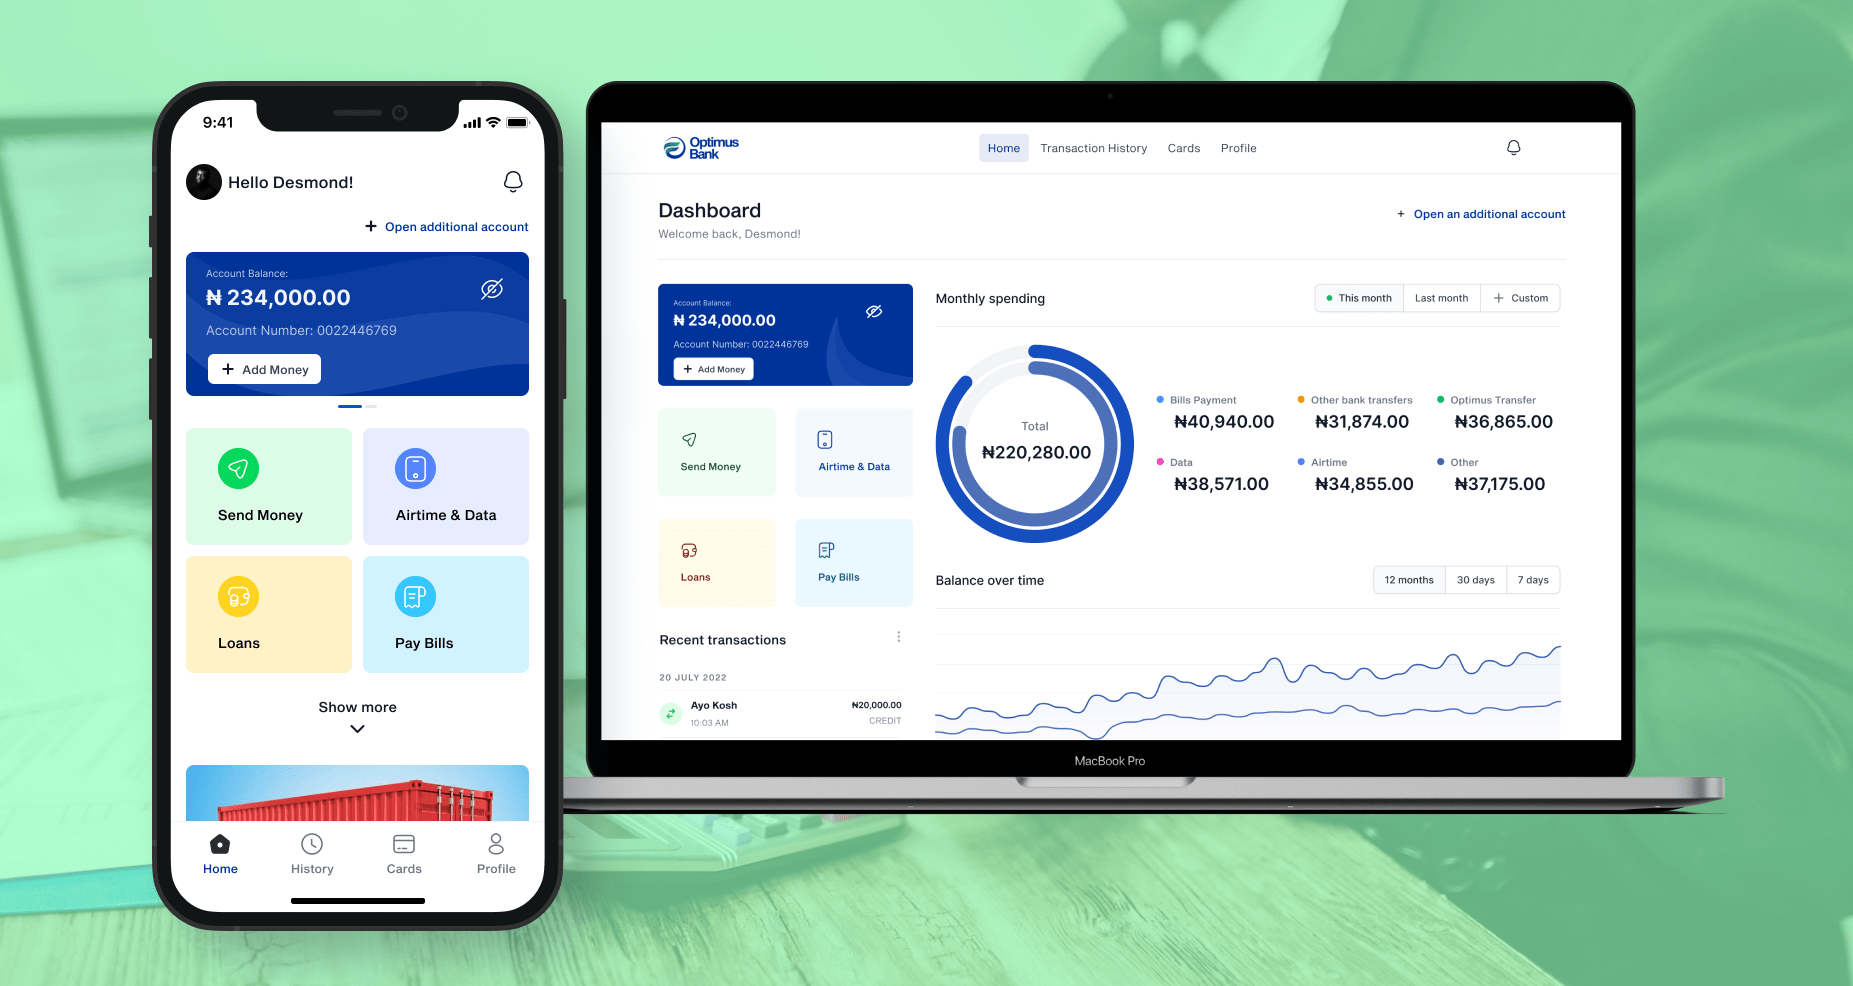 9:41
Hello Desmond!
+ Open additional account
Account Balance:
₦ 234,000.00
Account Number: 0022446769
+ Add Money
Send Money
Airtime & Data
Loans
Pay Bills
Show more
Home
History
Cards
Profile
Optimus
Bank
Home
Transaction History
Cards
Profile
Dashboard
Welcome back, Desmond!
+ Open an additional account
Account Balance:
₦ 234,000.00
Account Number: 0022446769
+ Add Money
Send Money
Airtime & Data
Loans
Pay Bills
Recent transactions
20 JULY 2022
Ayo Kosh
₦20,000.00
10:03 AM
CREDIT
Monthly spending
This month
Last month
+ Custom
Total
₦220,280.00
Bills Payment
₦40,940.00
Other bank transfers
₦31,874.00
Optimus Transfer
₦36,865.00
Data
₦38,571.00
Airtime
₦34,855.00
Other
₦37,175.00
Balance over time
12 months
30 days
7 days
MacBook Pro